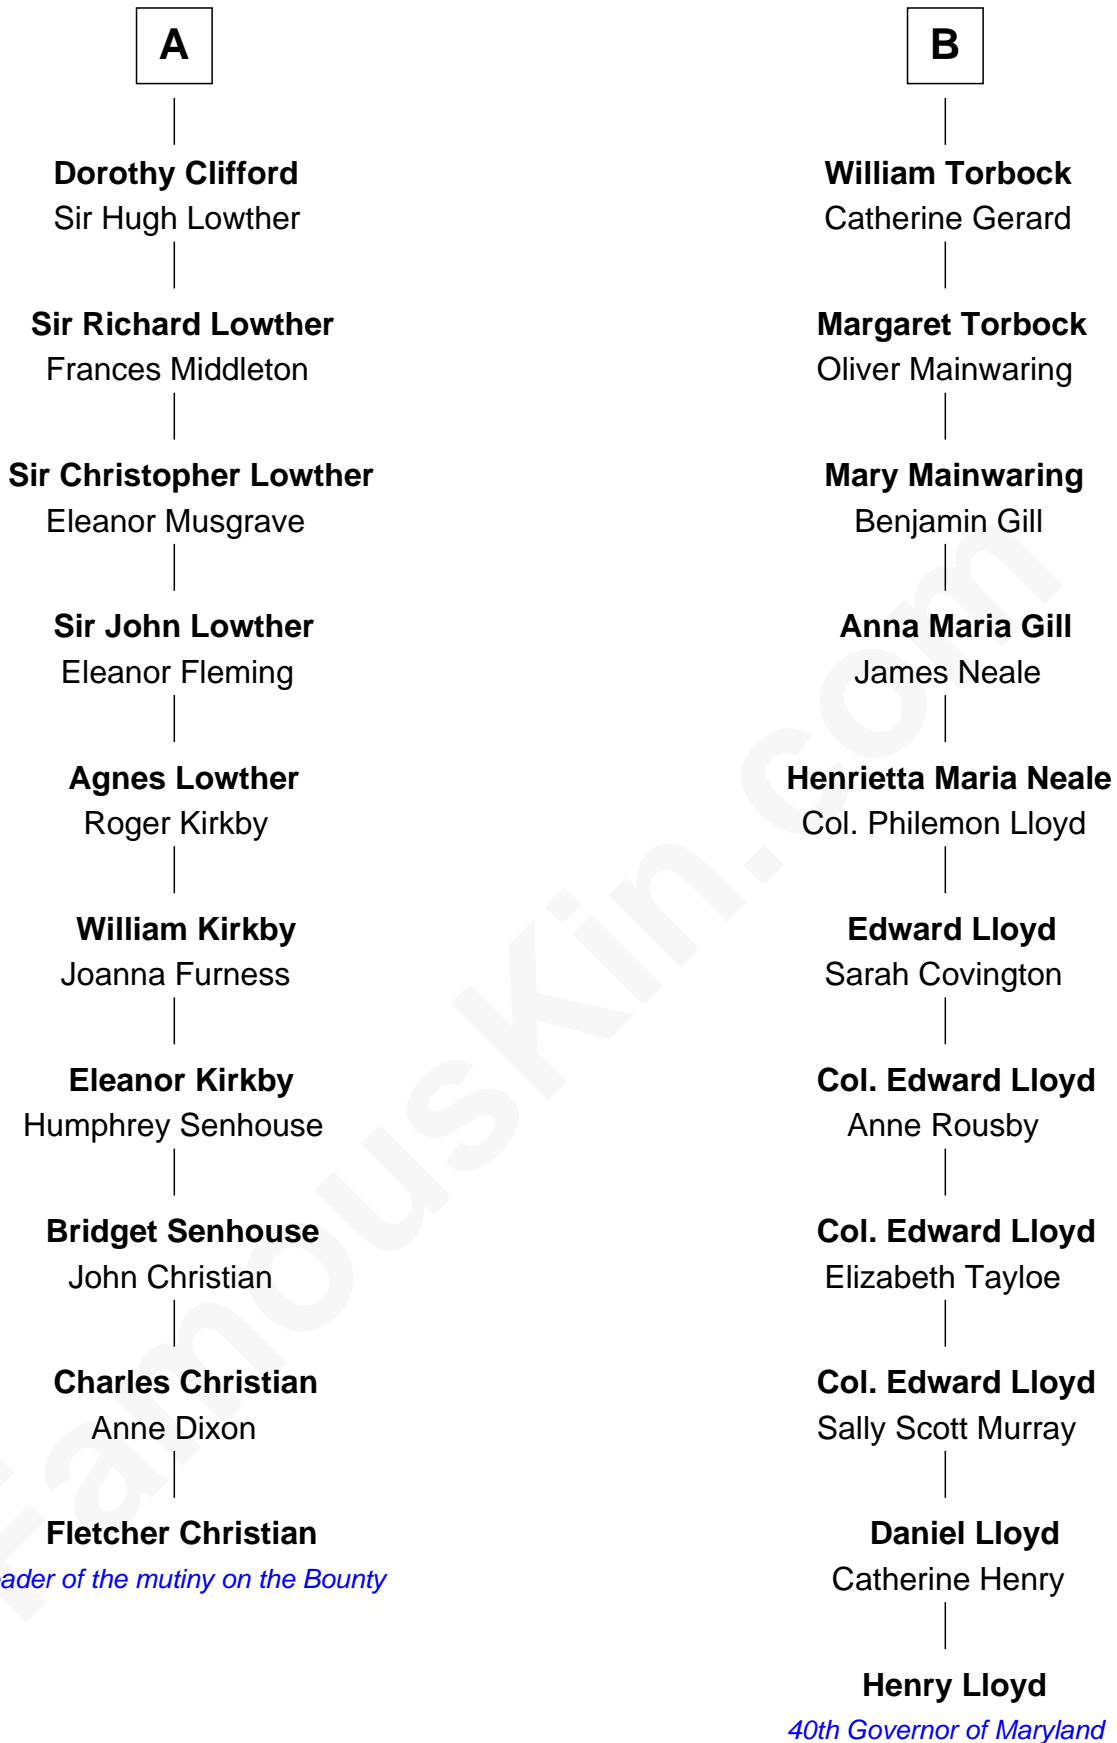 A
Dorothy Clifford
Sir Hugh Lowther
Sir Richard Lowther
Frances Middleton
Sir Christopher Lowther
Eleanor Musgrave
Sir John Lowther
Eleanor Fleming
Agnes Lowther
Roger Kirkby
William Kirkby
Joanna Furness
Eleanor Kirkby
Humphrey Senhouse
Bridget Senhouse
John Christian
Charles Christian
Anne Dixon
Fletcher Christian
of the mutiny on the Bounty
B
William Torbock
Catherine Gerard
Margaret Torbock
Oliver Mainwaring
Mary Mainwaring
Benjamin Gill
Anna Maria Gill
James Neale
Henrietta Maria Neale
Col. Philemon Lloyd
Edward Lloyd
Sarah Covington
Col. Edward Lloyd
Anne Rousby
Col. Edward Lloyd
Elizabeth Tayloe
Col. Edward Lloyd
Sally Scott Murray
Daniel Lloyd
Catherine Henry
Henry Lloyd
40th Governor of Maryland
FamousKin.com